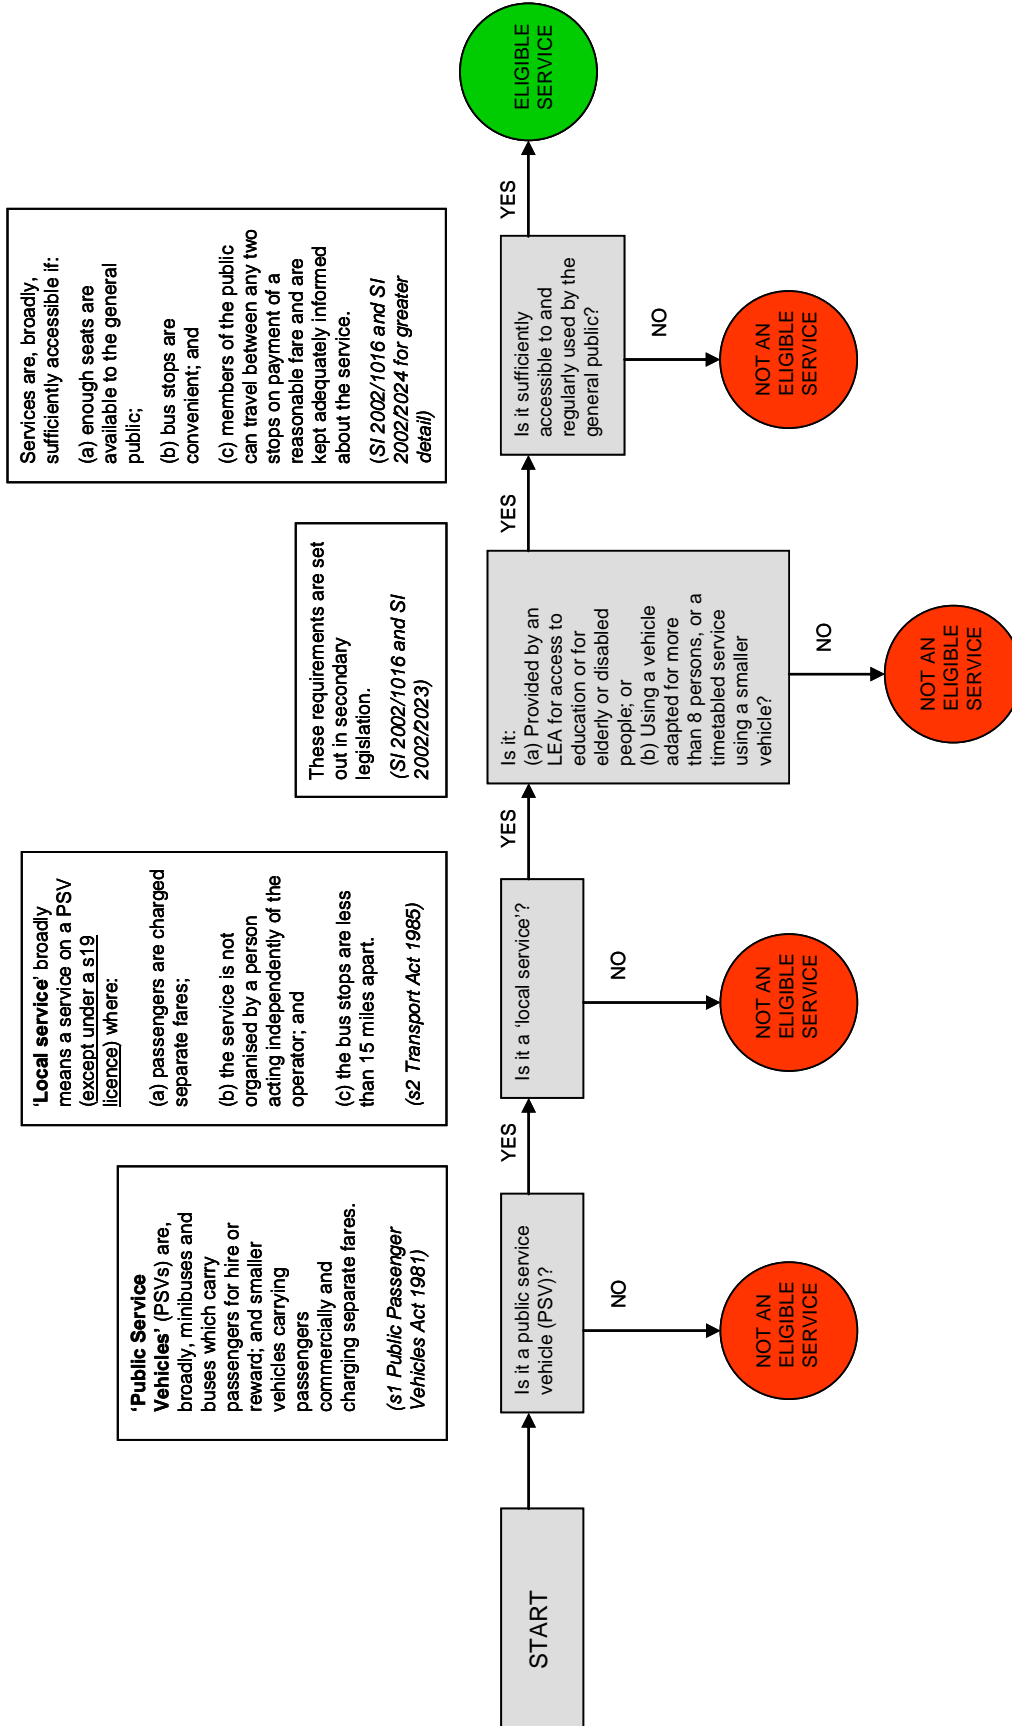 START
'Public Service
Vehicles' (PSVs) are,
broadly, minibuses and
buses which carry
passengers for hire or
reward; and smaller
vehicles carrying
passengers
commercially and
charging separate fares.
(s1 Public Passenger
Vehicles Act 1981)
Is it a public service
vehicle (PSV)?
NO
NOT AN
ELIGIBLE
SERVICE
YES
'Local service' broadly
means a service on a PSV
(except under a s19
licence) where:
(a) passengers are charged
separate fares;
(b) the service is not
organised by a person
acting independently of the
operator; and
(c) the bus stops are less
than 15 miles apart.
(s2 Transport Act 1985)
Is it a 'local service'?
NO
NOT AN
ELIGIBLE
SERVICE
YES
These requirements are set
out in secondary
legislation.
(SI 2002/1016 and SI
2002/2023)
Is it:
(a) Provided by an
LEA for access to
education or for
elderly or disabled
people; or
(b) Using a vehicle
adapted for more
than 8 persons, or a
timetabled service
using a smaller
vehicle?
NO
NOT AN
ELIGIBLE
SERVICE
YES
Services are, broadly,
sufficiently accessible if:
(a) enough seats are
available to the general
public;
(b) bus stops are
convenient; and
(c) members of the public
can travel between any two
stops on payment of a
reasonable fare and are
kept adequately informed
about the service.
(SI 2002/1016 and SI
2002/2024 for greater
detail)
Is it sufficiently
accessible to and
regularly used by the
general public?
NO
NOT AN
ELIGIBLE
SERVICE
YES
ELIGIBLE
SERVICE